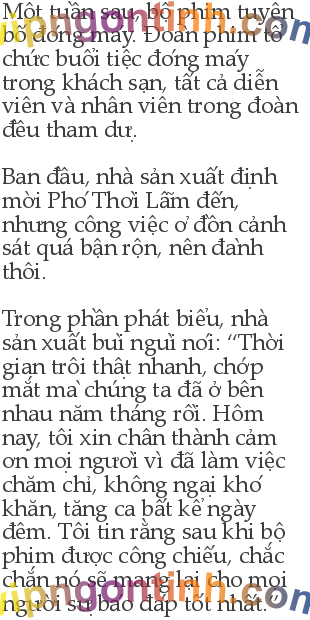 Một tuần sau, bộ phim tuyên
bố đóng máy. Đoàn phim tổ
chức buổi tiệc đóng máy
trong khách sạn, tất cả diễn
viên và nhân viên trong đoàn
đều tham dự.
Ban đầu, nhà sản xuất định
mời Phó Thời Lẫm đến,
nhưng công việc ở đồn cảnh
sát quá bận rộn, nên đành
thôi.
Trong phần phát biểu, nhà
sản xuất bùi ngùi nói: “Thời
gian trôi thật nhanh, chớp
mắt mà chúng ta đã ở bên
nhau năm tháng rồi. Hôm
nay, tôi xin chân thành cảm
ơn mọi người vì đã làm việc
chăm chỉ, không ngại khó
khăn, tăng ca bất kể ngày
đêm. Tôi tin rằng sau khi bộ
phim được công chiếu, chắc
chắn nó sẽ mang lại cho mọi
người sự báo đáp tốt nhất.”
vipngontinh.com
vipngontinh.com